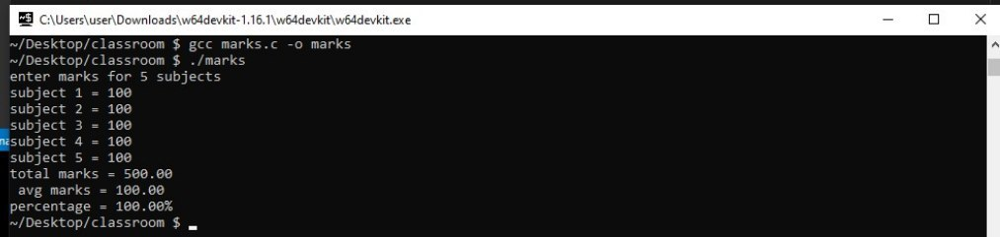 C:\Users\user\Downloads\w64devkit-1.16.1\w64devkit\w64devkit.exe
~/Desktop/classroom $ gcc marks.c -o marks
~/Desktop/classroom $ ./marks
enter marks for 5 subjects
subject 1 = 100
subject 2 = 100
subject 3 = 100
subject 4 = 100
subject 5 = 100
total marks = 500.00
 avg marks = 100.00
percentage = 100.00%
~/Desktop/classroom $